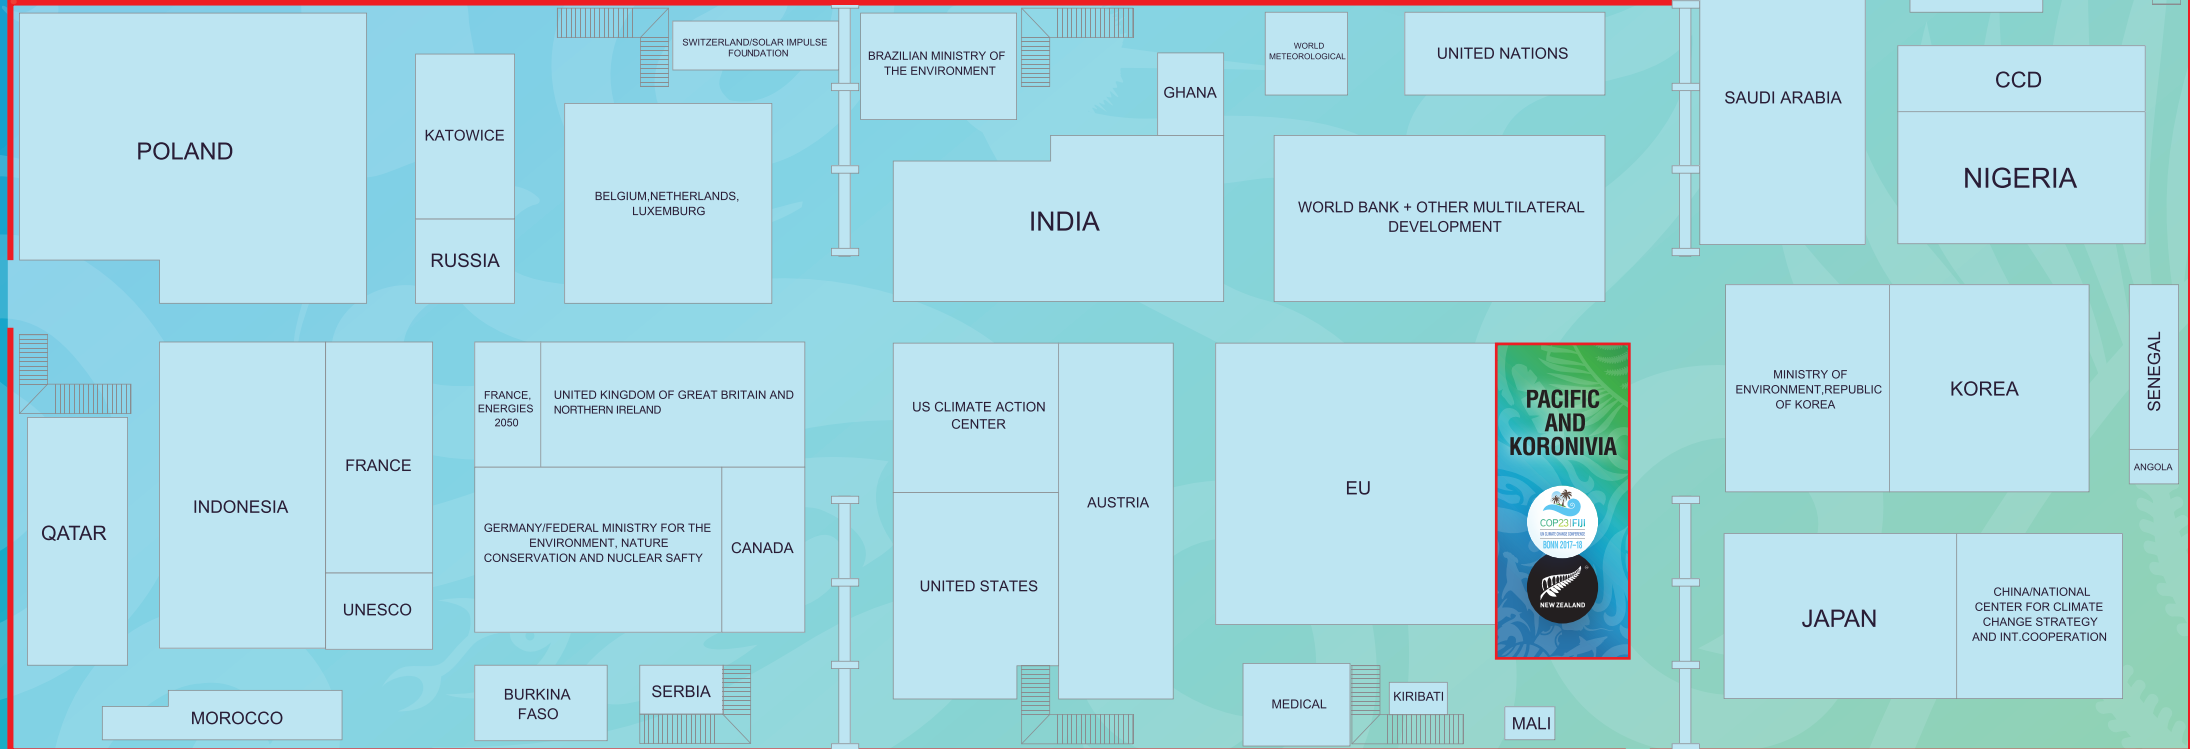 POLAND
KATOWICE
RUSSIA
SWITZERLAND/SOLAR IMPULSE
FOUNDATION
BELGIUM,NETHERLANDS,
LUXEMBURG
BRAZILIAN MINISTRY OF
THE ENVIRONMENT
GHANA
INDIA
WORLD
METEOROLOGICAL
UNITED NATIONS
WORLD BANK + OTHER MULTILATERAL
DEVELOPMENT
SAUDI ARABIA
CCD
NIGERIA
QATAR
INDONESIA
FRANCE
UNESCO
MOROCCO
FRANCE,
ENERGIES
2050
UNITED KINGDOM OF GREAT BRITAIN AND
NORTHERN IRELAND
GERMANY/FEDERAL MINISTRY FOR THE
ENVIRONMENT, NATURE
CONSERVATION AND NUCLEAR SAFTY
CANADA
BURKINA
FASO
SERBIA
US CLIMATE ACTION
CENTER
UNITED STATES
AUSTRIA
EU
PACIFIC
AND
KORONIVIA
COP23|FIJI
UN CLIMATE CHANGE CONFERENCE
BONN 2017-18
NEW ZEALAND
MEDICAL
KIRIBATI
MALI
MINISTRY OF
ENVIRONMENT,REPUBLIC
OF KOREA
KOREA
SENEGAL
ANGOLA
JAPAN
CHINA/NATIONAL
CENTER FOR CLIMATE
CHANGE STRATEGY
AND INT.COOPERATION